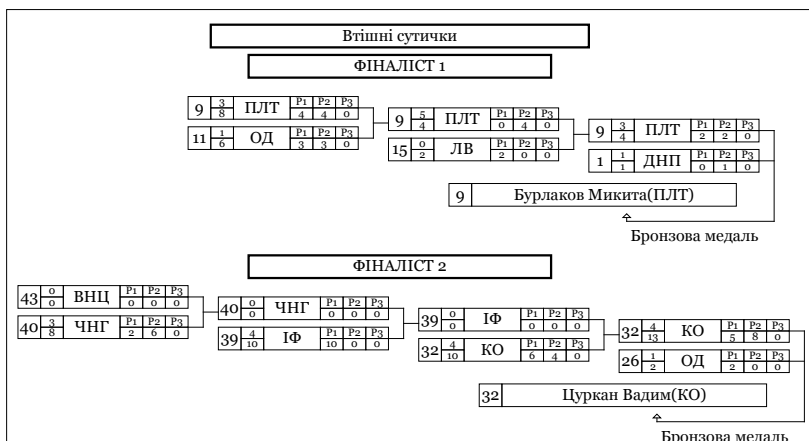 Втішні сутички
ФІНАЛІСТ 1
9 3 8 ПЛТ P1 P2 P3 4 4 0
11 1 6 ОД P1 P2 P3 3 3 0
9 5 4 ПЛТ P1 P2 P3 0 4 0
15 0 2 ЛВ P1 P2 P3 2 0 0
9 3 4 ПЛТ P1 P2 P3 2 2 0
1 1 1 ДНП P1 P2 P3 0 1 0
9 Бурлаков Микита(ПЛТ)
Бронзова медаль
ФІНАЛІСТ 2
43 0 0 ВНЦ P1 P2 P3 0 0 0
40 3 8 ЧНГ P1 P2 P3 2 6 0
40 0 0 ЧНГ P1 P2 P3 0 0 0
39 4 10 ІФ P1 P2 P3 10 0 0
39 0 0 ІФ P1 P2 P3 0 0 0
32 4 10 КО P1 P2 P3 6 4 0
32 4 13 КО P1 P2 P3 5 8 0
26 1 2 ОД P1 P2 P3 2 0 0
32 Цуркан Вадим(КО)
Бронзова медаль